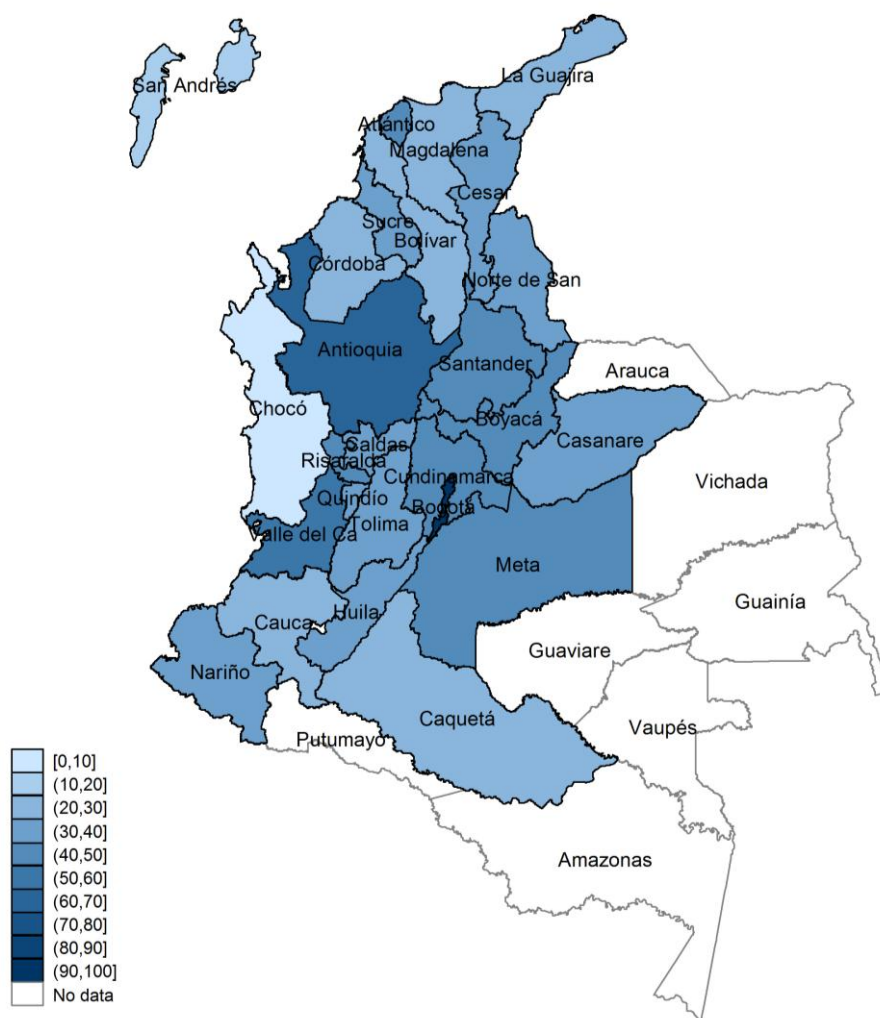 La Guajira
San Andrés
Atlántico
Magdalena
Cesar
Sucre
Bolívar
Córdoba
Norte de San
Antioquia
Santander
Arauca
Chocó
Boyacá
Caldas
Casanare
Risaralda
Cundinamarca
Vichada
Quindío
Bogotá
Tolima
Valle del Ca
Meta
Guainía
Huila
Cauca
Guaviare
Nariño
Caquetá
Vaupés
Putumayo
Amazonas
[0,10]
(10,20]
(20,30]
(30,40]
(40,50]
(50,60]
(60,70]
(70,80]
(80,90]
(90,100]
No data